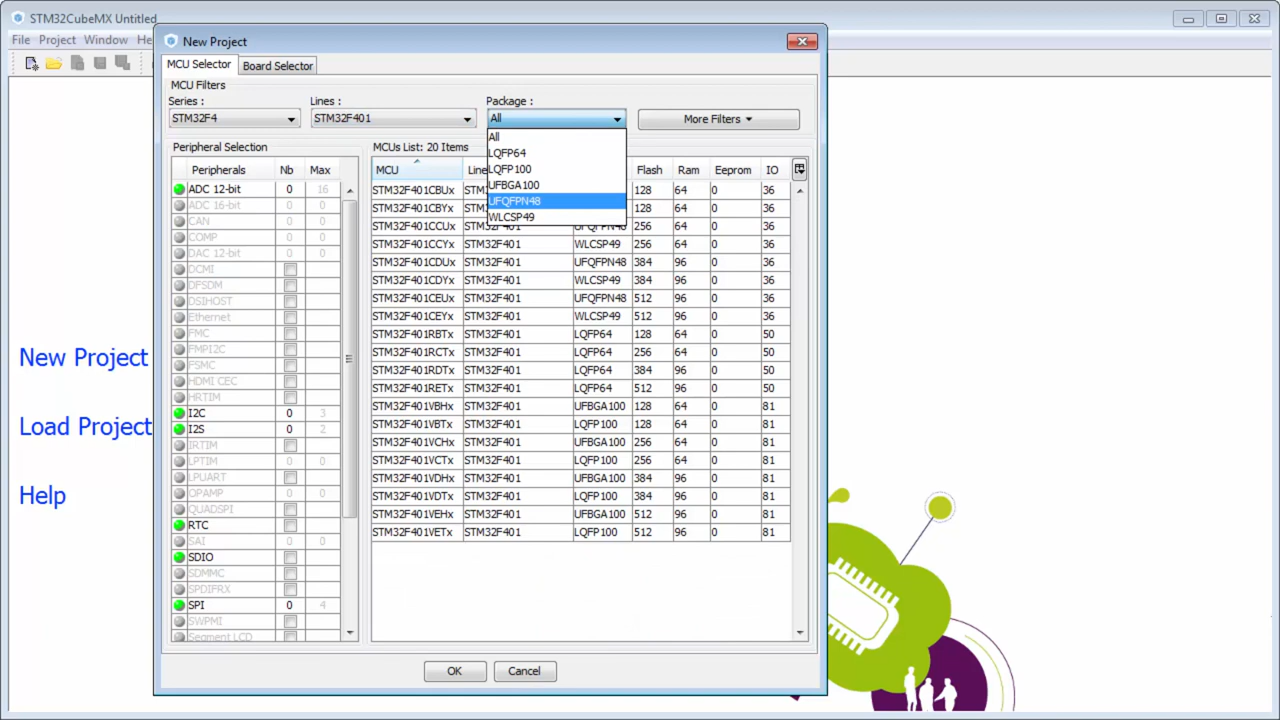 STM32CubeMX Untitled
File Project Window He
New Project
MCU Selector Board Selector
MCU Filters
Series : Lines : Package :
STM32F4 STM32F401 All More Filters
All
LQFP64
LQFP100
UFBGA100
UFQFPN48
WLCSP49
Peripheral Selection MCUs List: 20 Items
Peripherals Nb Max
ADC 12-bit 0 16
ADC 16-bit 0 0
CAN 0 0
COMP 0 0
DAC 12-bit 0 0
DCMI
DFSDM
DSIHOST
Ethernet
FMC
FMPI2C
FSMC
HDMI CEC
HRTIM
I2C 0 3
I2S 0 2
IRTIM
LPTIM 0 0
LPUART
OPAMP 0 0
QUADSPI
RTC
SAI 0 0
SDIO
SDMMC
SPDIFRX
SPI 0 4
SWPMI
Segment LCD
MCU Line Flash Ram Eeprom IO
STM32F401CBUx STM3 128 64 0 36
STM32F401CBYx STM3 128 64 0 36
STM32F401CCUx STM32F401 UFQFPN48 256 64 0 36
STM32F401CCYx STM32F401 WLCSP49 256 64 0 36
STM32F401CDUx STM32F401 UFQFPN48 384 96 0 36
STM32F401CDYx STM32F401 WLCSP49 384 96 0 36
STM32F401CEUx STM32F401 UFQFPN48 512 96 0 36
STM32F401CEYx STM32F401 WLCSP49 512 96 0 36
STM32F401RBTx STM32F401 LQFP64 128 64 0 50
STM32F401RCTx STM32F401 LQFP64 256 64 0 50
STM32F401RDTx STM32F401 LQFP64 384 96 0 50
STM32F401RETx STM32F401 LQFP64 512 96 0 50
STM32F401VBHx STM32F401 UFBGA100 128 64 0 81
STM32F401VBTx STM32F401 LQFP100 128 64 0 81
STM32F401VCHx STM32F401 UFBGA100 256 64 0 81
STM32F401VCTx STM32F401 LQFP100 256 64 0 81
STM32F401VDHx STM32F401 UFBGA100 384 96 0 81
STM32F401VDTx STM32F401 LQFP100 384 96 0 81
STM32F401VEHx STM32F401 UFBGA100 512 96 0 81
STM32F401VETx STM32F401 LQFP100 512 96 0 81
New Project
Load Project
Help
OK Cancel